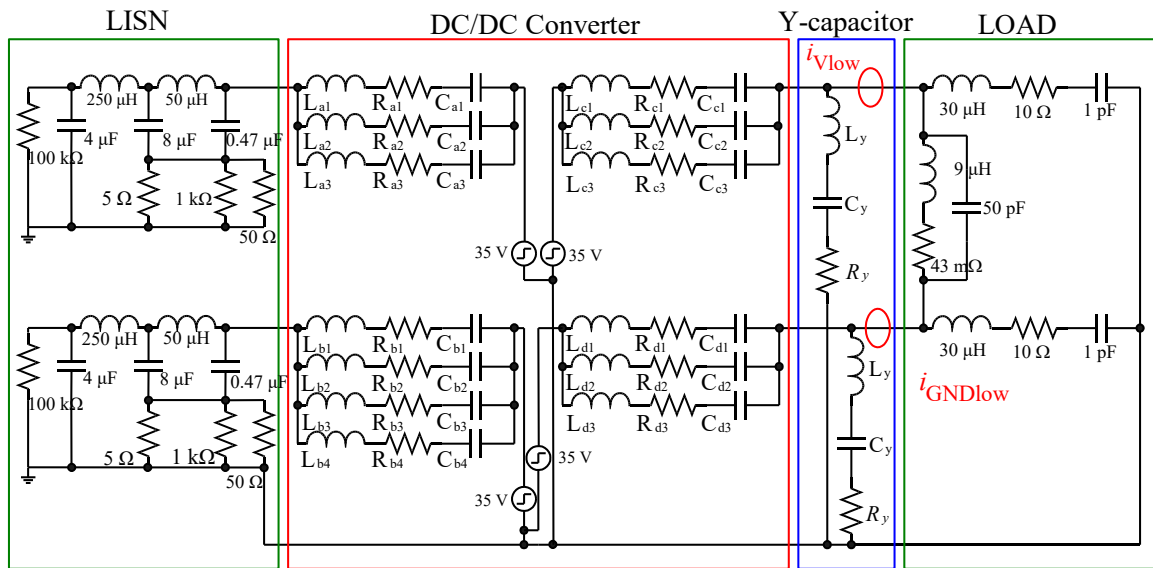 LISN
DC/DC Converter
Y-capacitor
LOAD
iVlow
250 μH
50 μH
4 μF
8 μF
0.47 μF
100 kΩ
5 Ω
1 kΩ
50 Ω
La1
Ra1
Ca1
La2
Ra2
Ca2
La3
Ra3
Ca3
Lc1
Rc1
Cc1
Lc2
Rc2
Cc2
Lc3
Rc3
Cc3
35 V
35 V
Ly
Cy
Ry
30 μH
10 Ω
1 pF
9 μH
50 pF
43 mΩ
250 μH
50 μH
4 μF
8 μF
0.47 μF
100 kΩ
5 Ω
1 kΩ
50 Ω
Lb1
Rb1
Cb1
Lb2
Rb2
Cb2
Lb3
Rb3
Cb3
Lb4
Rb4
Cb4
Ld1
Rd1
Cd1
Ld2
Rd2
Cd2
Ld3
Rd3
Cd3
35 V
35 V
Ly
Cy
Ry
iGNDlow
30 μH
10 Ω
1 pF